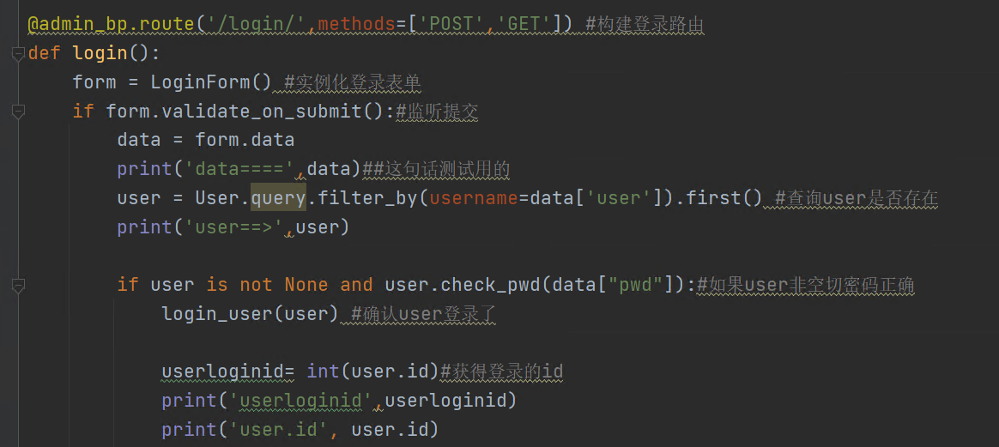 @admin_bp.route('/login/',methods=['POST','GET']) #构建登录路由
def login():
    form = LoginForm() #实例化登录表单
    if form.validate_on_submit():#监听提交
        data = form.data
        print('data====',data)##这句话测试用的
        user = User.query.filter_by(username=data['user']).first() #查询user是否存在
        print('user==>',user)
        if user is not None and user.check_pwd(data["pwd"]):#如果user非空切密码正确
            login_user(user) #确认user登录了
            userloginid= int(user.id)#获得登录的id
            print('userloginid',userloginid)
            print('user.id', user.id)